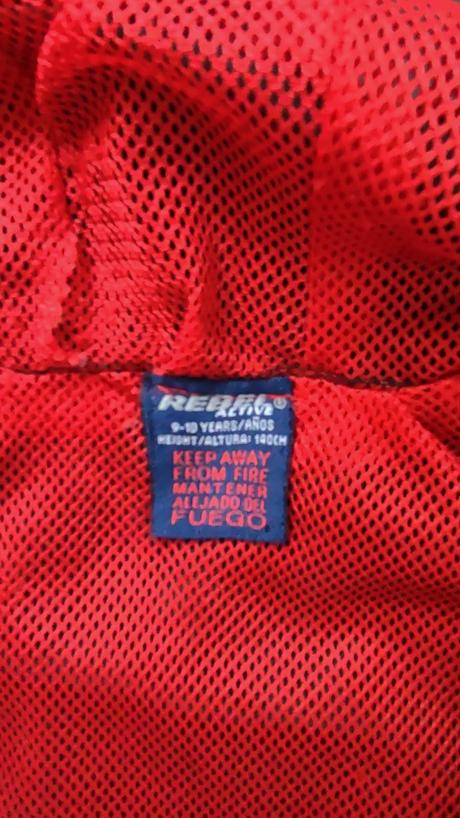 REBEL®
ACTIVE
9-10 YEARS/AÑOS
HEIGHT/ALTURA: 140CM
KEEP AWAY
FROM FIRE
MANTENER
ALEJADO DEL
FUEGO